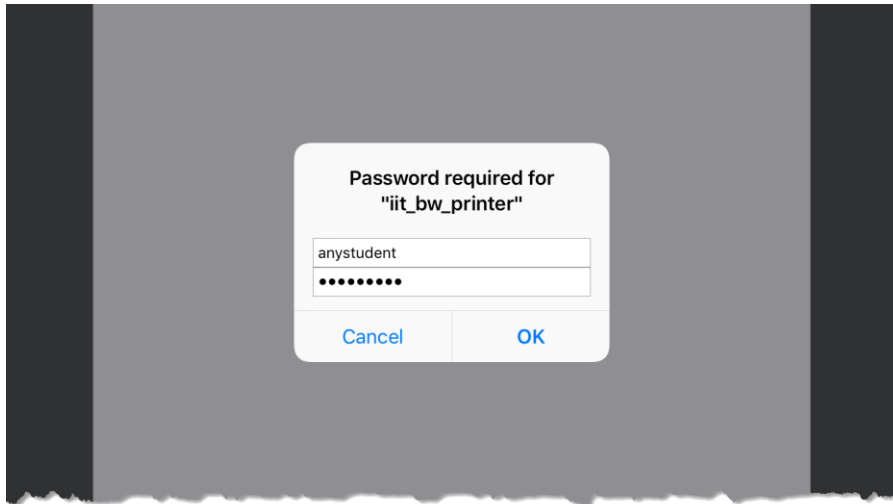 Password required for
"iit_bw_printer"
anystudent
•••••••••
Cancel
OK